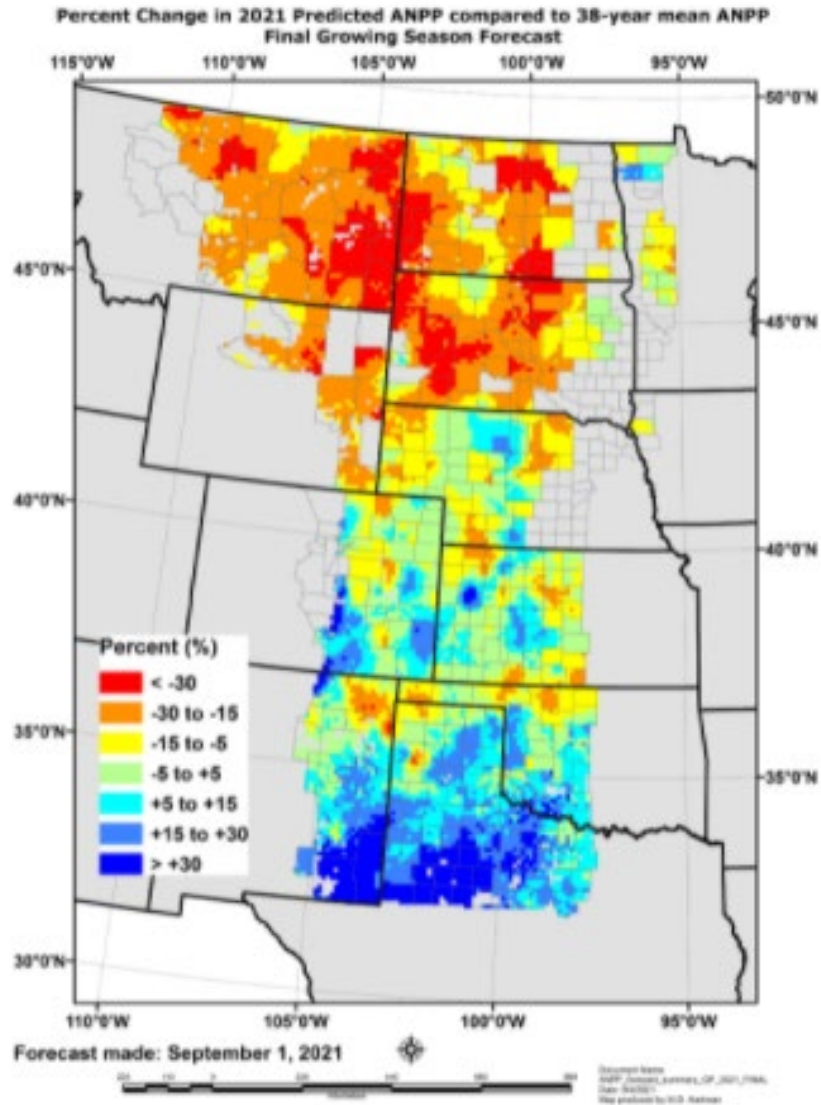 Percent Change in 2021 Predicted ANPP compared to 38-year mean ANPP
Final Growing Season Forecast
115°0'W 110°0'W 105°0'W 100°0'W 95°0'W
50°0'N
45°0'N
45°0'N
40°0'N
40°0'N
Percent (%)
< -30
-30 to -15
-15 to -5
-5 to +5
+5 to +15
+15 to +30
> +30
35°0'N
35°0'N
30°0'N
110°0'W 105°0'W 100°0'W 95°0'W
Forecast made: September 1, 2021
Document Name